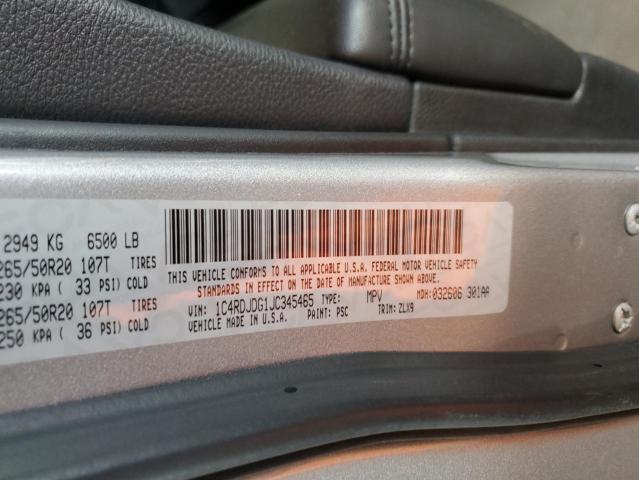 2949 KG 6500 LB
265/50R20 107T TIRES
230 KPA ( 33 PSI) COLD
265/50R20 107T TIRES
250 KPA ( 36 PSI) COLD
THIS VEHICLE CONFORMS TO ALL APPLICABLE U.S.A. FEDERAL MOTOR VEHICLE SAFETY
STANDARDS IN EFFECT ON THE DATE OF MANUFACTURE SHOWN ABOVE.
VIN: 1C4RDJDG1JC345465 TYPE: MPV MDH: 032606 301AA
VEHICLE MADE IN U.S.A. PAINT: PSC TRIM: ZLX9